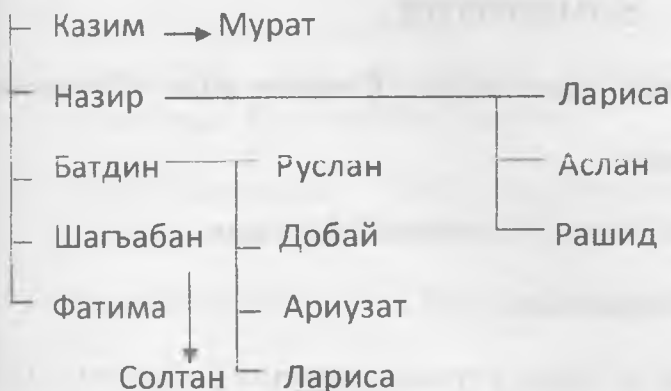 Казим Мурат
Назир Лариса
Батдин Руслан Аслан
Шагъабан Добай Рашид
Фатима Ариузат
Солтан Лариса